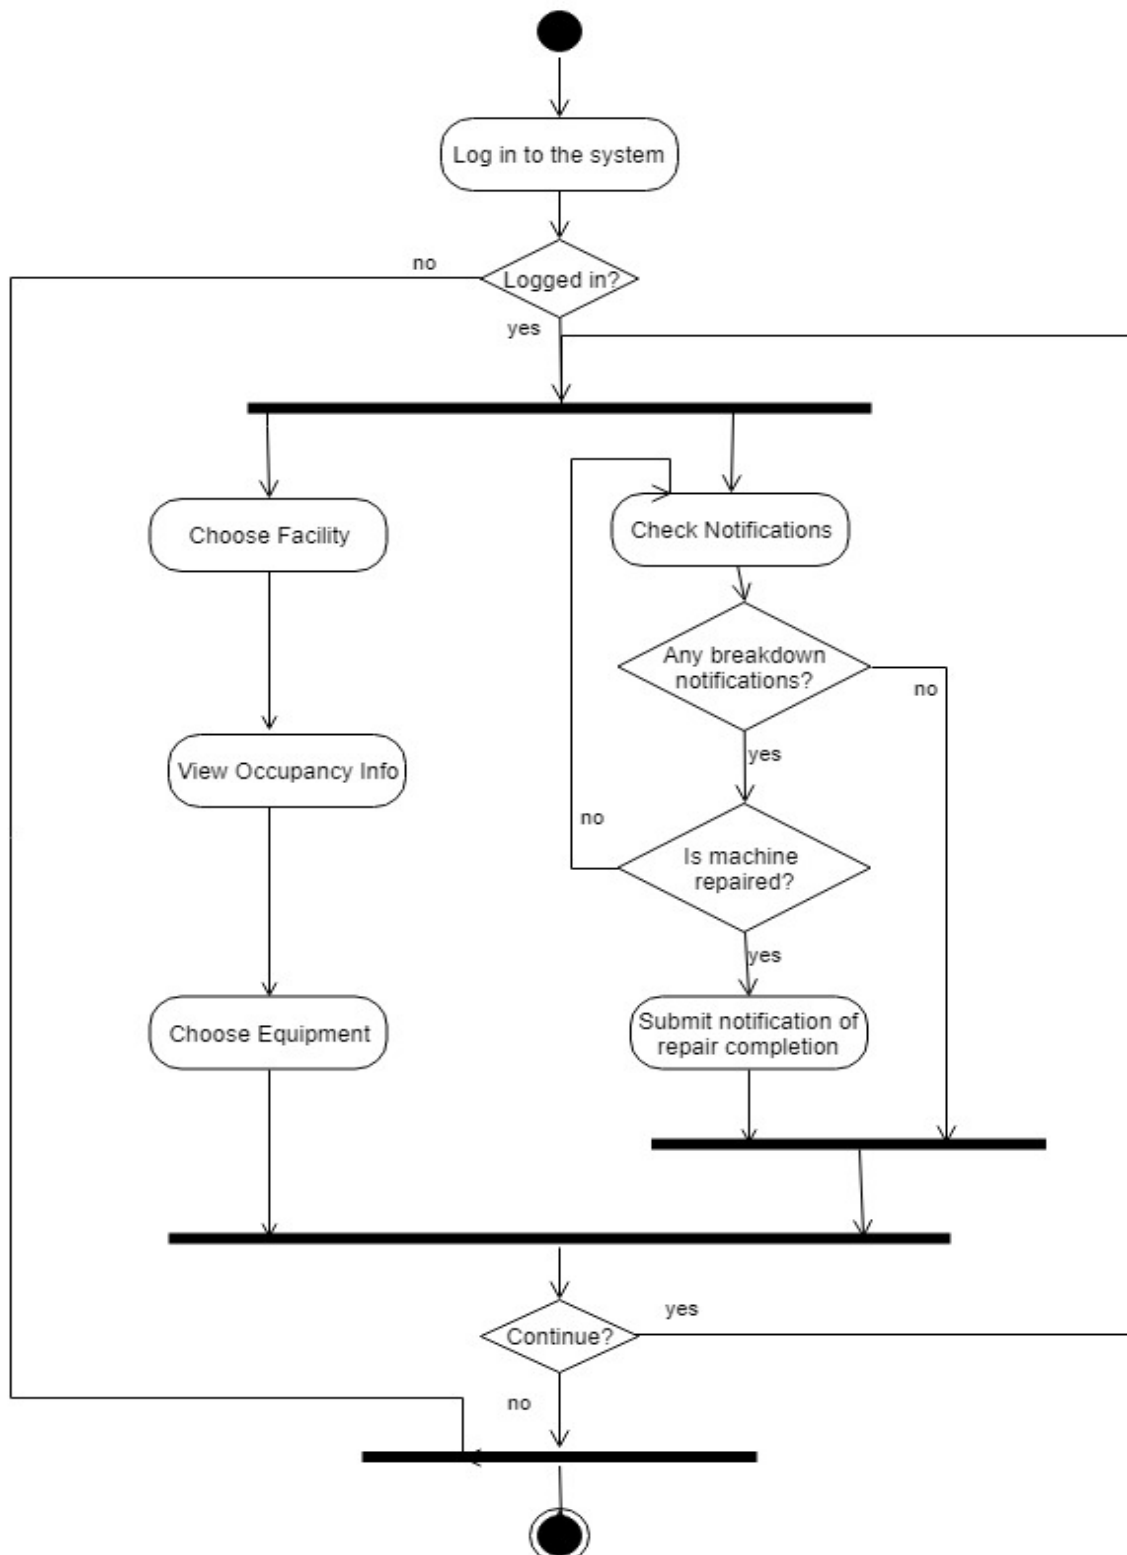 Log in to the system
no
Logged in?
yes
Choose Facility
Check Notifications
Any breakdown
notifications?
no
yes
View Occupancy Info
no
Is machine
repaired?
yes
Choose Equipment
Submit notification of
repair completion
yes
Continue?
no